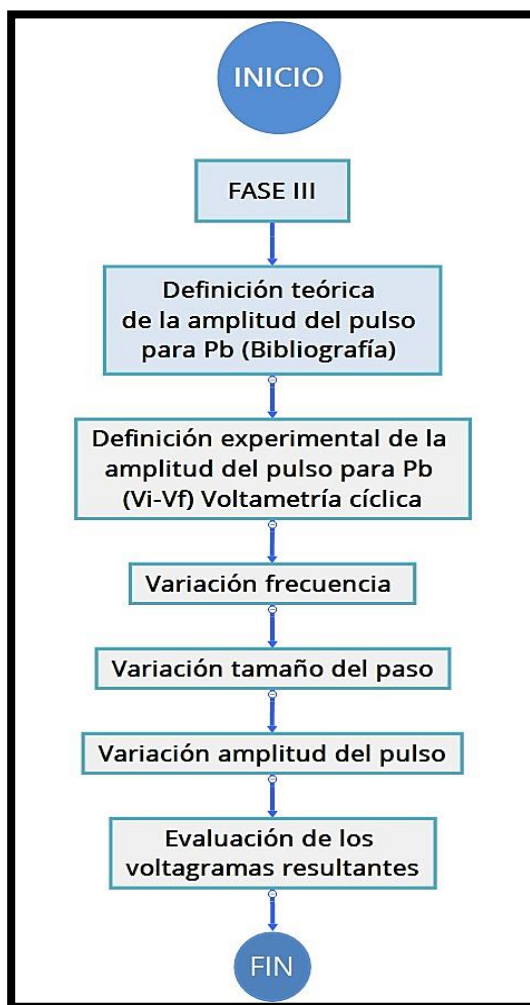 INICIO
FASE III
Definición teórica
de la amplitud del pulso
para Pb (Bibliografía)
Definición experimental de la
amplitud del pulso para Pb
(Vi-Vf) Voltametría cíclica
Variación frecuencia
Variación tamaño del paso
Variación amplitud del pulso
Evaluación de los
voltagramas resultantes
FIN